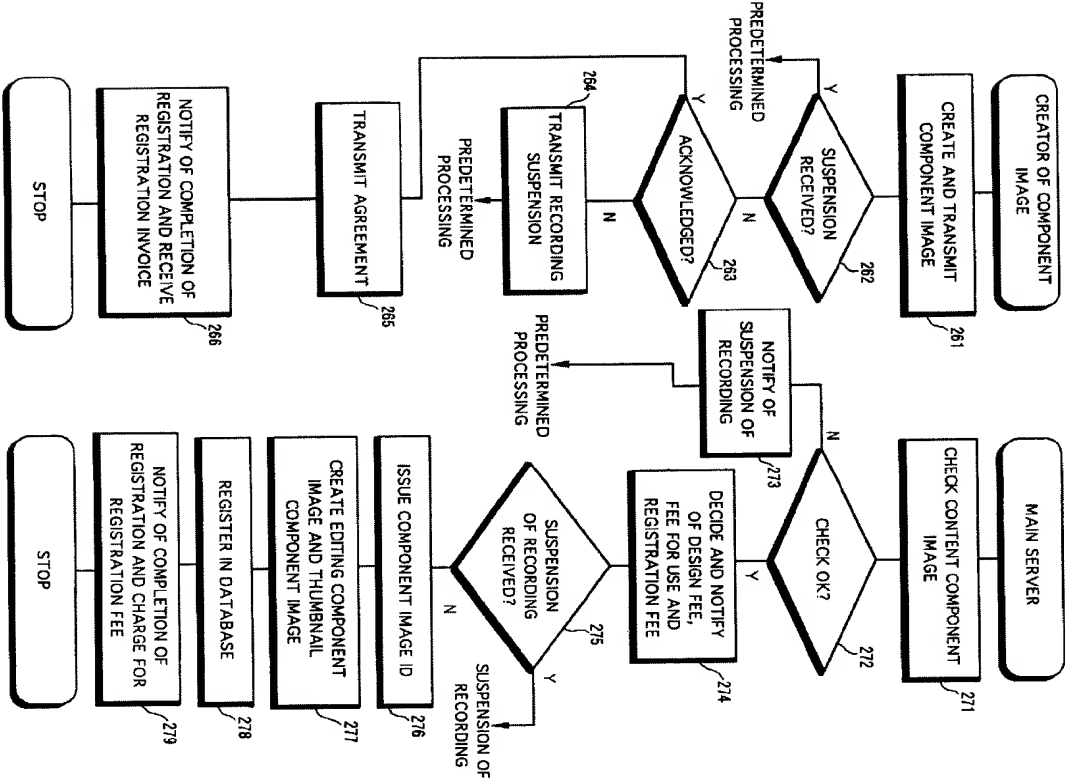 CREATOR OF COMPONENT
IMAGE
CREATE AND TRANSMIT
COMPONENT IMAGE
261
SUSPENSION
RECEIVED?
262
Y
N
PREDETERMINED
PROCESSING
ACKNOWLEDGED?
263
Y
N
264
TRANSMIT RECORDING
SUSPENSION
PREDETERMINED
PROCESSING
TRANSMIT AGREEMENT
265
NOTIFY OF COMPLETION OF
REGISTRATION AND RECEIVE
REGISTRATION INVOICE
266
STOP
MAIN SERVER
CHECK CONTENT COMPONENT
IMAGE
271
CHECK OK?
272
N
Y
NOTIFY OF
SUSPENSION OF
RECORDING
273
PREDETERMINED
PROCESSING
DECIDE AND NOTIFY
OF DESIGN FEE,
FEE FOR USE AND
REGISTRATION FEE
274
SUSPENSION
OF RECORDING
RECEIVED?
275
Y
N
SUSPENSION OF
RECORDING
ISSUE COMPONENT IMAGE ID
276
CREATE EDITING COMPONENT
IMAGE AND THUMBNAIL
COMPONENT IMAGE
277
REGISTER IN DATABASE
278
NOTIFY OF COMPLETION OF
REGISTRATION AND CHARGE FOR
REGISTRATION FEE
279
STOP